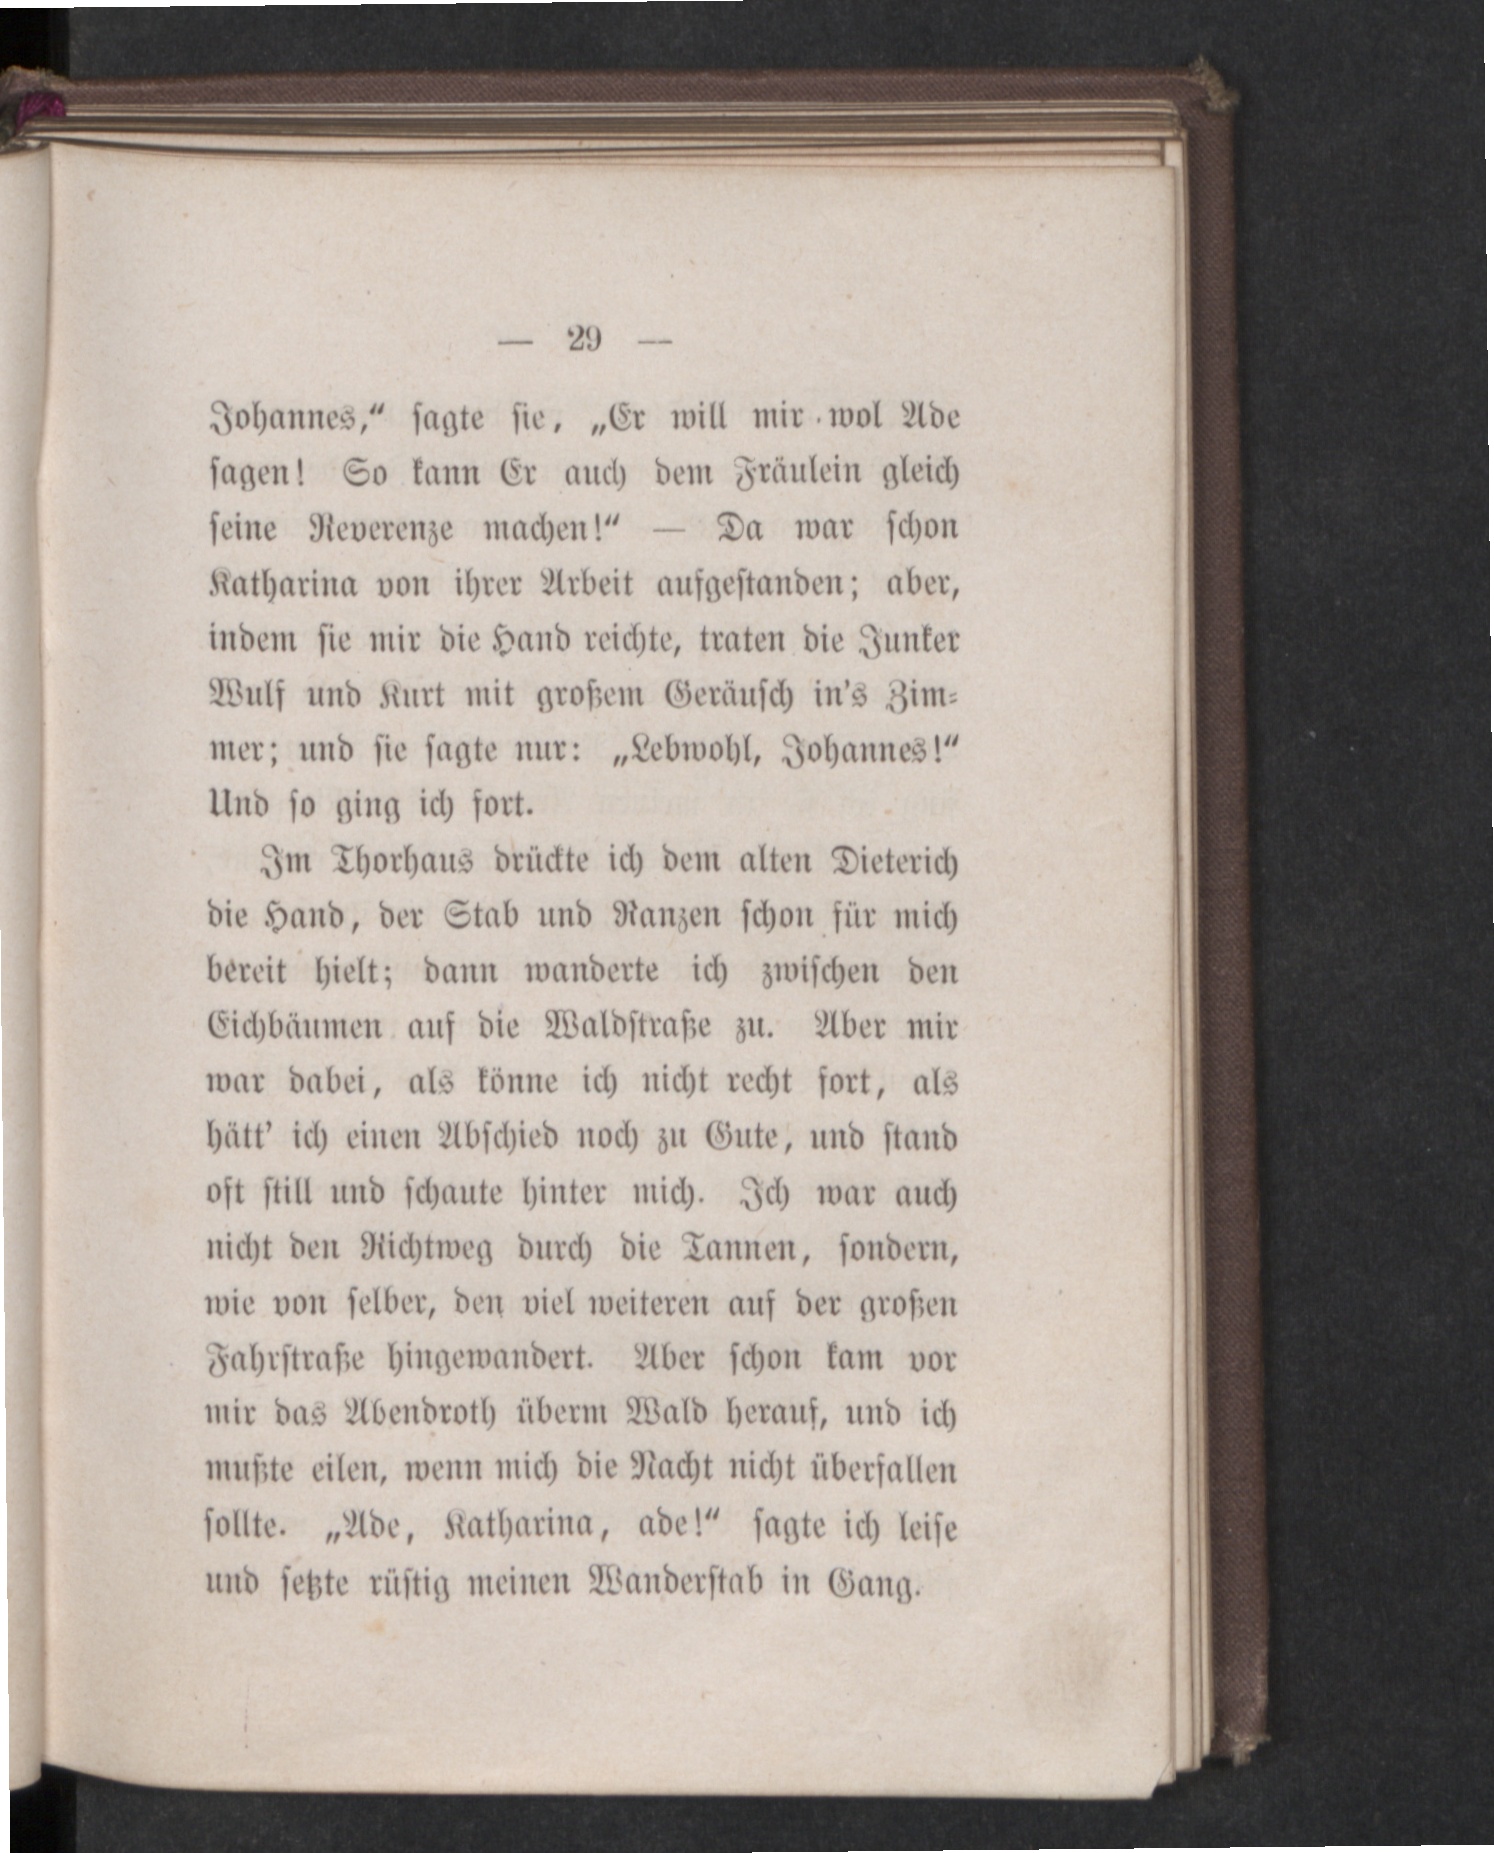 — 29 —
Johannes,“ sagte sie, „Er will mir wol Ade
sagen! So kann Er auch dem Fräulein gleich
seine Reverenze machen!“ — Da war schon
Katharina von ihrer Arbeit aufgestanden; aber,
indem sie mir die Hand reichte, traten die Junker
Wulf und Kurt mit großem Geräusch in's Zim-
mer; und sie sagte nur: „Lebwohl, Johannes!“
Und so ging ich fort.
Im Thorhaus drückte ich dem alten Dieterich
die Hand, der Stab und Ranzen schon für mich
bereit hielt; dann wanderte ich zwischen den
Eichbäumen auf die Waldstraße zu. Aber mir
war dabei, als könne ich nicht recht fort, als
hätt' ich einen Abschied noch zu Gute, und stand
oft still und schaute hinter mich. Ich war auch
nicht den Richtweg durch die Tannen, sondern,
wie von selber, den viel weiteren auf der großen
Fahrstraße hingewandert. Aber schon kam vor
mir das Abendroth überm Wald herauf, und ich
mußte eilen, wenn mich die Nacht nicht überfallen
sollte. „Ade, Katharina, ade!“ sagte ich leise
und setzte rüstig meinen Wanderstab in Gang.